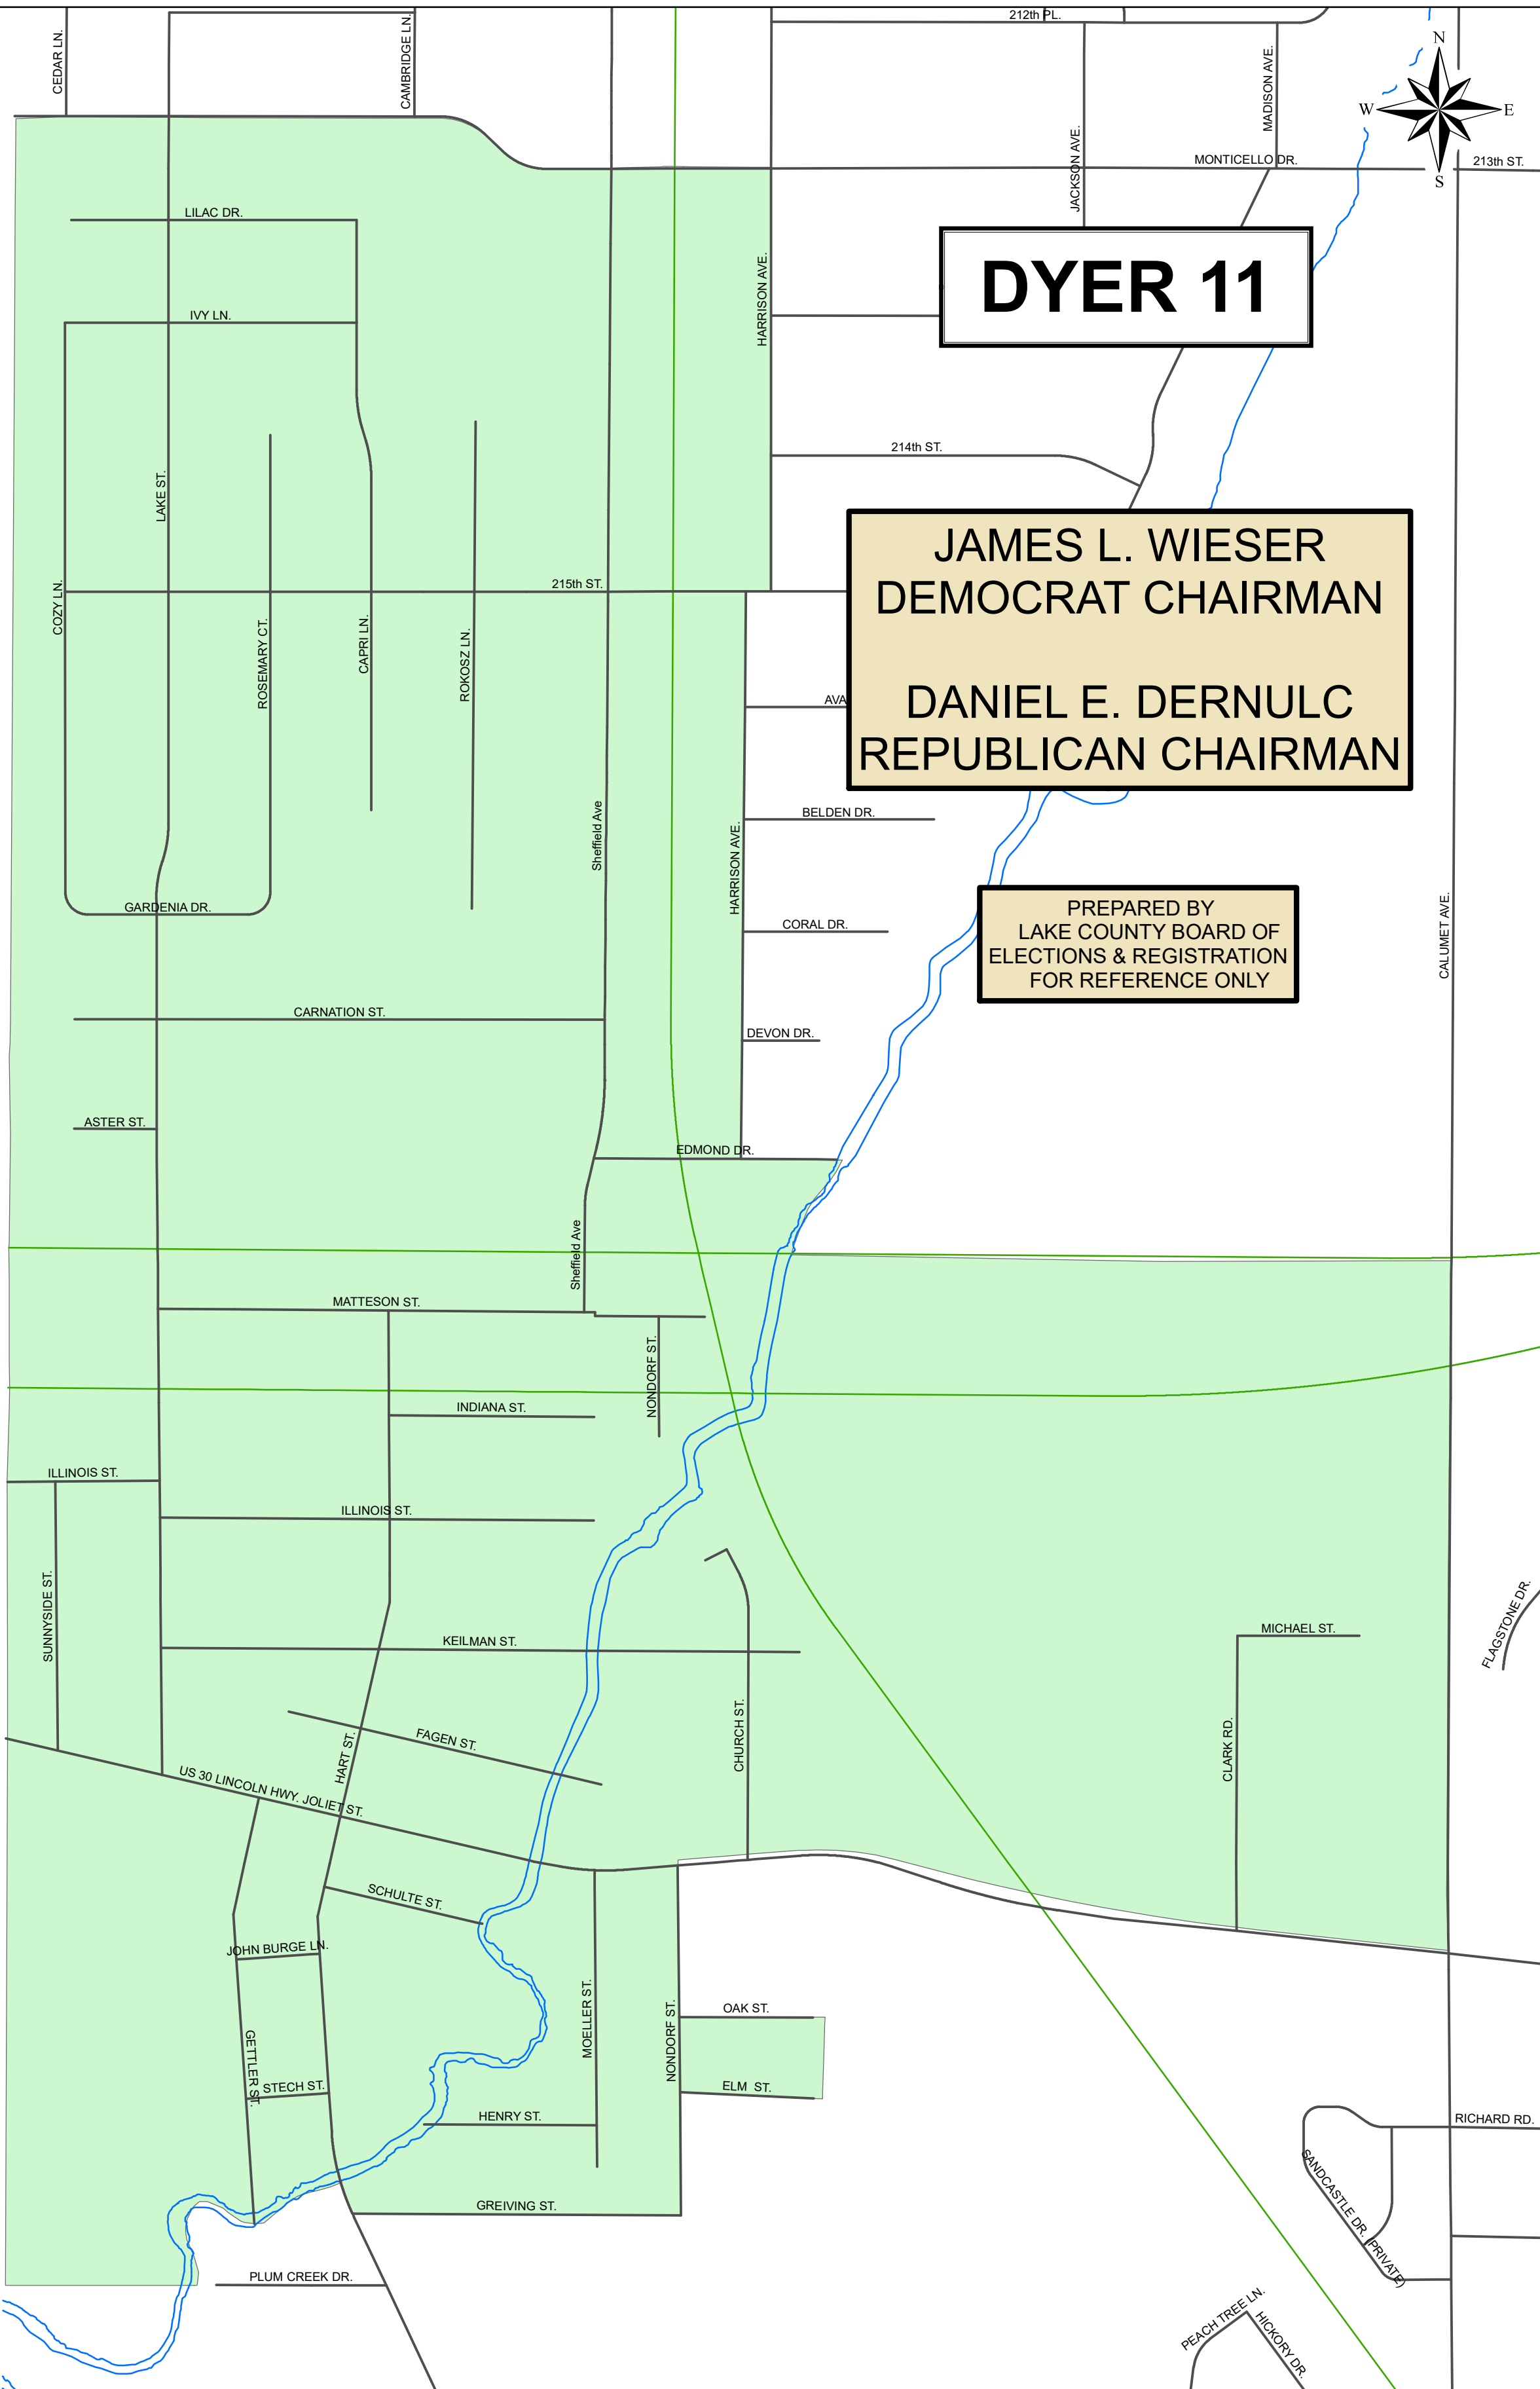 212th PL.
CEDAR LN.
CAMBRIDGE LN.
MADISON AVE.
N
W
E
S
JACKSON AVE.
MONTICELLO DR.
213th ST.
LILAC DR.
DYER 11
HARRISON AVE.
IVY LN.
214th ST.
LAKE ST.
JAMES L. WIESER
DEMOCRAT CHAIRMAN
DANIEL E. DERNULC
REPUBLICAN CHAIRMAN
215th ST.
COZY LN.
ROSEMARY CT.
CAPRI LN.
ROKOSZ LN.
AVA
Sheffield Ave
HARRISON AVE.
BELDEN DR.
GARDENIA DR.
CORAL DR.
PREPARED BY
LAKE COUNTY BOARD OF
ELECTIONS & REGISTRATION
FOR REFERENCE ONLY
CALUMET AVE.
CARNATION ST.
DEVON DR.
ASTER ST.
EDMOND DR.
Sheffield Ave
MATTESON ST.
NONDORF ST.
INDIANA ST.
ILLINOIS ST.
ILLINOIS ST.
SUNNYSIDE ST.
KEILMAN ST.
MICHAEL ST.
FLAGSTONE DR.
FAGEN ST.
HART ST.
CHURCH ST.
CLARK RD.
US 30 LINCOLN HWY. JOLIET ST.
SCHULTE ST.
JOHN BURGE LN.
MOELLER ST.
NONDORF ST.
OAK ST.
GETTLER ST.
STECH ST.
ELM ST.
HENRY ST.
RICHARD RD.
SANDCASTLE DR. (PRIVATE)
GREIVING ST.
PLUM CREEK DR.
PEACH TREE LN.
HICKORY DR.